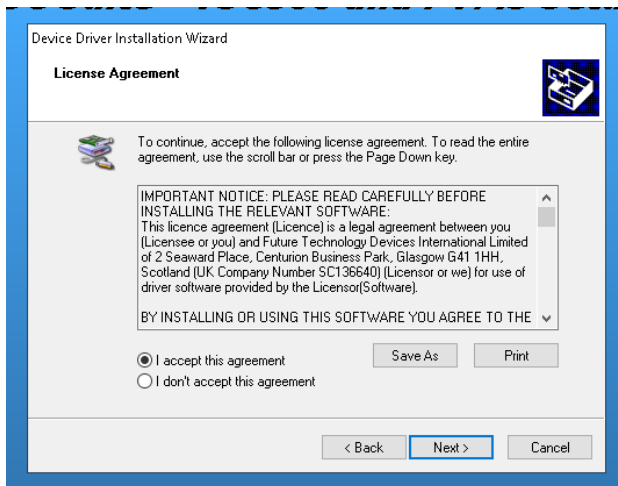 Device Driver Installation Wizard
License Agreement
To continue, accept the following license agreement. To read the entire
agreement, use the scroll bar or press the Page Down key.
IMPORTANT NOTICE: PLEASE READ CAREFULLY BEFORE
INSTALLING THE RELEVANT SOFTWARE:
This licence agreement (Licence) is a legal agreement between you
(Licensee or you) and Future Technology Devices International Limited
of 2 Seaward Place, Centurion Business Park, Glasgow G41 1HH,
Scotland (UK Company Number SC136640) (Licensor or we) for use of
driver software provided by the Licensor(Software).
BY INSTALLING OR USING THIS SOFTWARE YOU AGREE TO THE
I accept this agreement
Save As
Print
I don't accept this agreement
< Back
Next >
Cancel